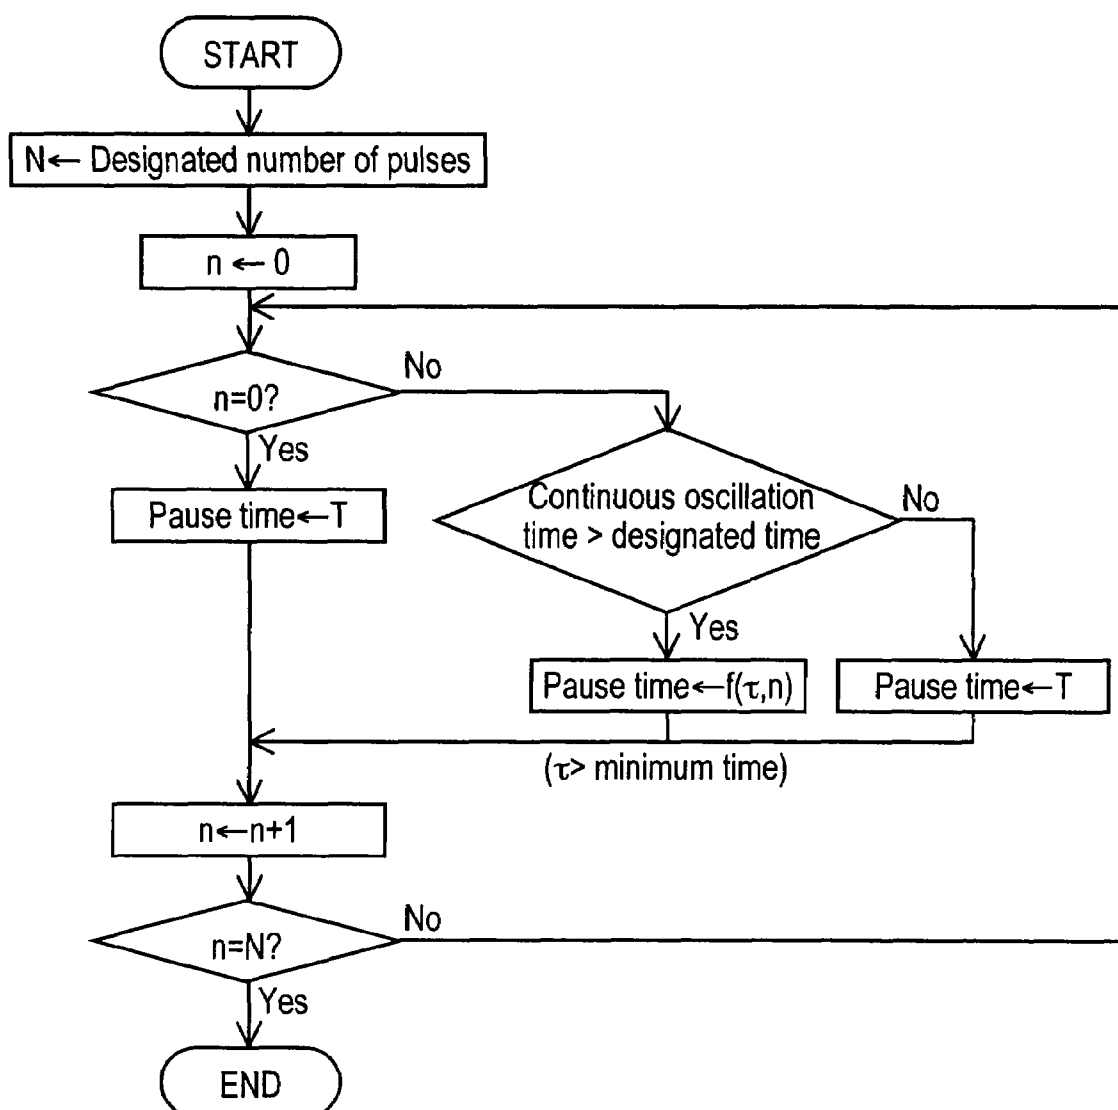 START
N← Designated number of pulses
n ← 0
n=0?
No
Yes
Pause time←T
Continuous oscillation
time > designated time
No
Yes
Pause time←f(τ,n)
Pause time←T
(τ> minimum time)
n←n+1
n=N?
No
Yes
END